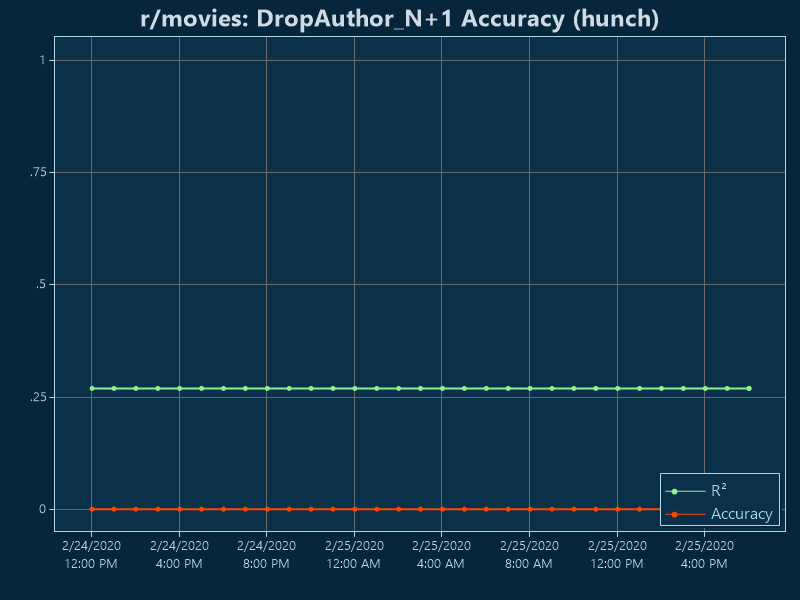 r/movies: DropAuthor_N+1 Accuracy (hunch)
1
.75
.5
.25
0
R²
Accuracy
2/24/2020 2/24/2020 2/24/2020 2/25/2020 2/25/2020 2/25/2020 2/25/2020 2/25/2020
12:00 PM 4:00 PM 8:00 PM 12:00 AM 4:00 AM 8:00 AM 12:00 PM 4:00 PM